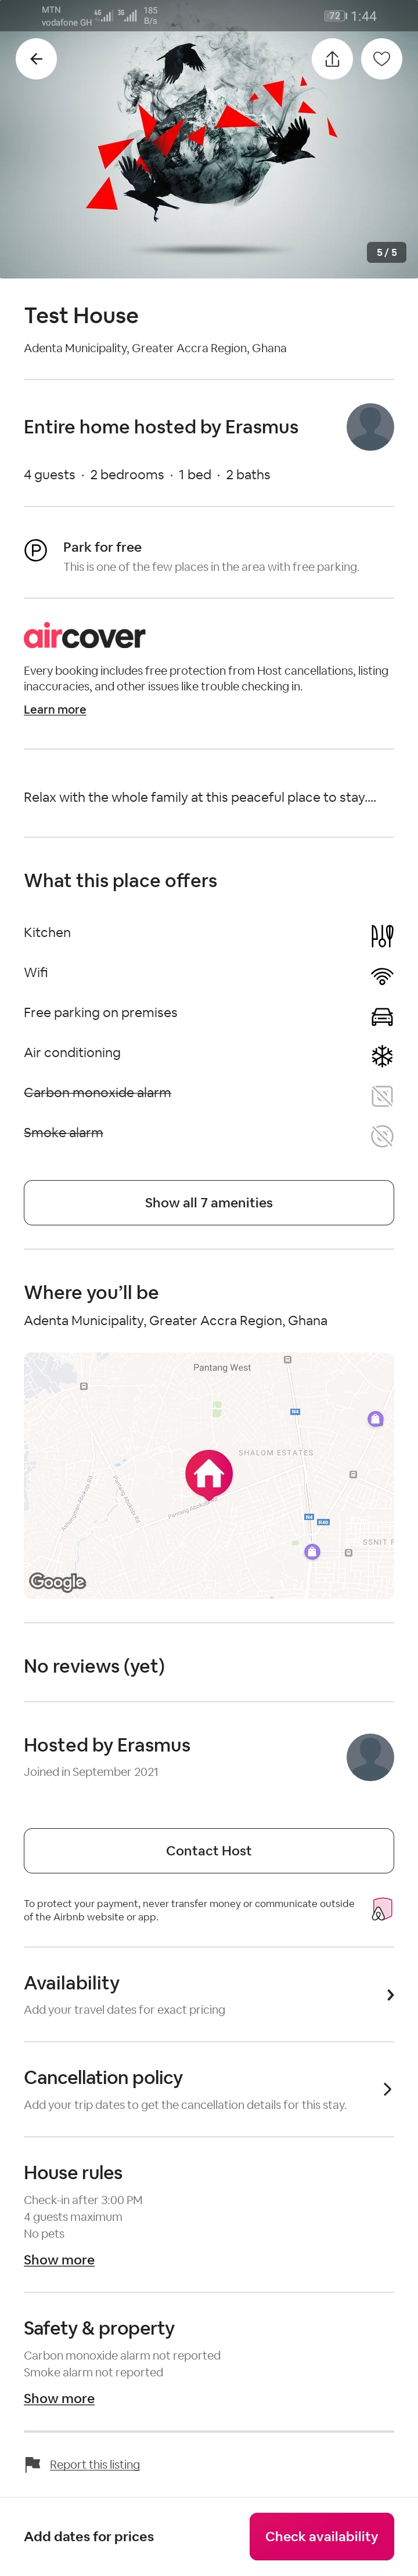 MTN
vodafone GH
4G
3G
185
B/s
72
1:44
5 / 5
Test House
Adenta Municipality, Greater Accra Region, Ghana
Entire home hosted by Erasmus
4 guests · 2 bedrooms · 1 bed · 2 baths
Park for free
This is one of the few places in the area with free parking.
aircover
Every booking includes free protection from Host cancellations, listing
inaccuracies, and other issues like trouble checking in.
Learn more
Relax with the whole family at this peaceful place to stay....
What this place offers
Kitchen
Wifi
Free parking on premises
Air conditioning
Carbon monoxide alarm
Smoke alarm
Show all 7 amenities
Where you’ll be
Adenta Municipality, Greater Accra Region, Ghana
Pantang West
SHALOM ESTATES
N4
Pantang Abokobi Rd
N4
R40
SSNIT F
Google
No reviews (yet)
Hosted by Erasmus
Joined in September 2021
Contact Host
To protect your payment, never transfer money or communicate outside
of the Airbnb website or app.
Availability
Add your travel dates for exact pricing
Cancellation policy
Add your trip dates to get the cancellation details for this stay.
House rules
Check-in after 3:00 PM
4 guests maximum
No pets
Show more
Safety & property
Carbon monoxide alarm not reported
Smoke alarm not reported
Show more
Report this listing
Add dates for prices
Check availability